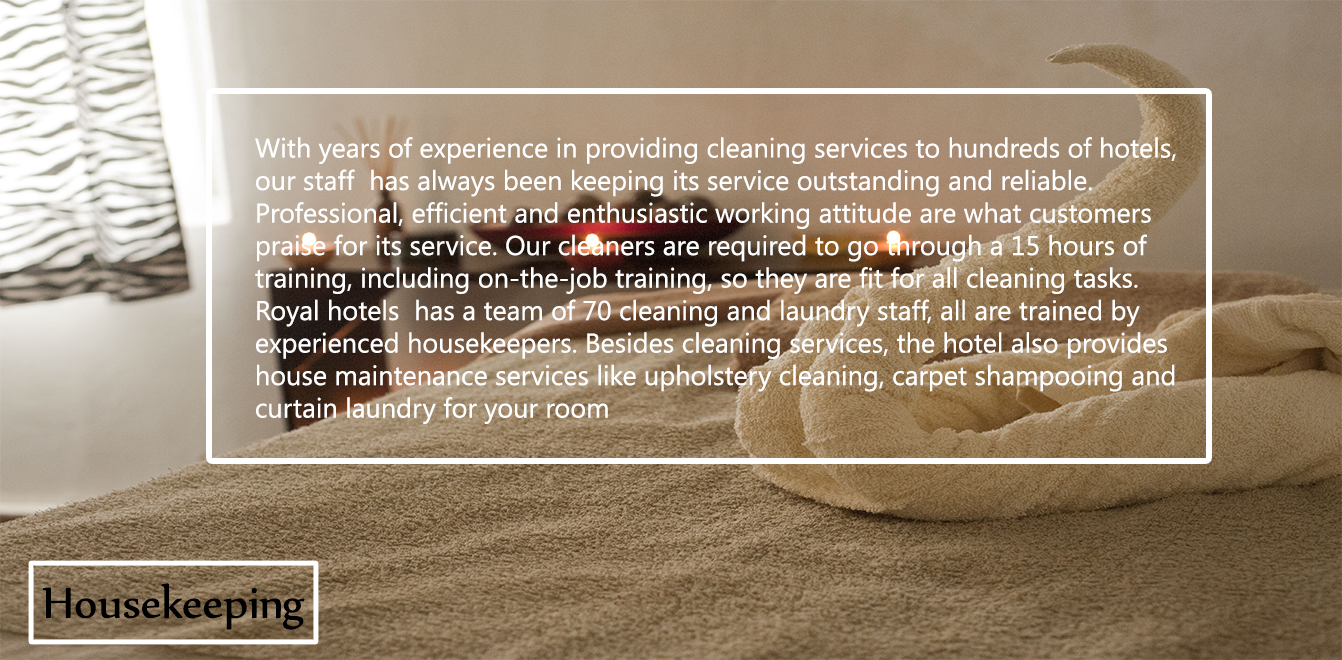 With years of experience in providing cleaning services to hundreds of hotels,
our staff  has always been keeping its service outstanding and reliable.
Professional, efficient and enthusiastic working attitude are what customers
praise for its service. Our cleaners are required to go through a 15 hours of
training, including on-the-job training, so they are fit for all cleaning tasks.
Royal hotels  has a team of 70 cleaning and laundry staff, all are trained by
experienced housekeepers. Besides cleaning services, the hotel also provides
house maintenance services like upholstery cleaning, carpet shampooing and
curtain laundry for your room
Housekeeping